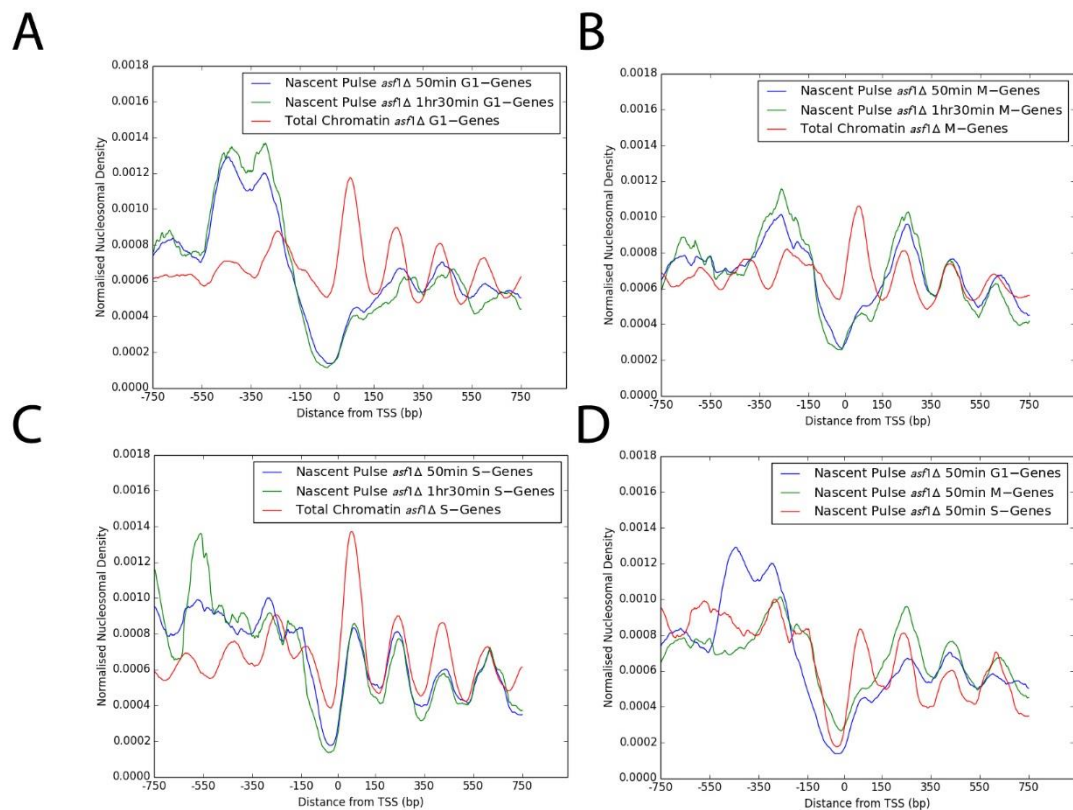 A
Normalised Nucleosomal Density
0.0018
0.0016
0.0014
0.0012
0.0010
0.0008
0.0006
0.0004
0.0002
0.0000
Nascent Pulse asf1Δ 50min G1−Genes
Nascent Pulse asf1Δ 1hr30min G1−Genes
Total Chromatin asf1Δ G1−Genes
-750 -550 -350 -150 0 150 350 550 750
Distance from TSS (bp)
B
Normalised Nucleosomal Density
0.0018
0.0016
0.0014
0.0012
0.0010
0.0008
0.0006
0.0004
0.0002
0.0000
Nascent Pulse asf1Δ 50min M−Genes
Nascent Pulse asf1Δ 1hr30min M−Genes
Total Chromatin asf1Δ M−Genes
-750 -550 -350 -150 0 150 350 550 750
Distance from TSS (bp)
C
Normalised Nucleosomal Density
0.0018
0.0016
0.0014
0.0012
0.0010
0.0008
0.0006
0.0004
0.0002
0.0000
Nascent Pulse asf1Δ 50min S−Genes
Nascent Pulse asf1Δ 1hr30min S−Genes
Total Chromatin asf1Δ S−Genes
-750 -550 -350 -150 0 150 350 550 750
Distance from TSS (bp)
D
Normalised Nucleosomal Density
0.0018
0.0016
0.0014
0.0012
0.0010
0.0008
0.0006
0.0004
0.0002
0.0000
Nascent Pulse asf1Δ 50min G1−Genes
Nascent Pulse asf1Δ 50min M−Genes
Nascent Pulse asf1Δ 50min S−Genes
-750 -550 -350 -150 0 150 350 550 750
Distance from TSS (bp)